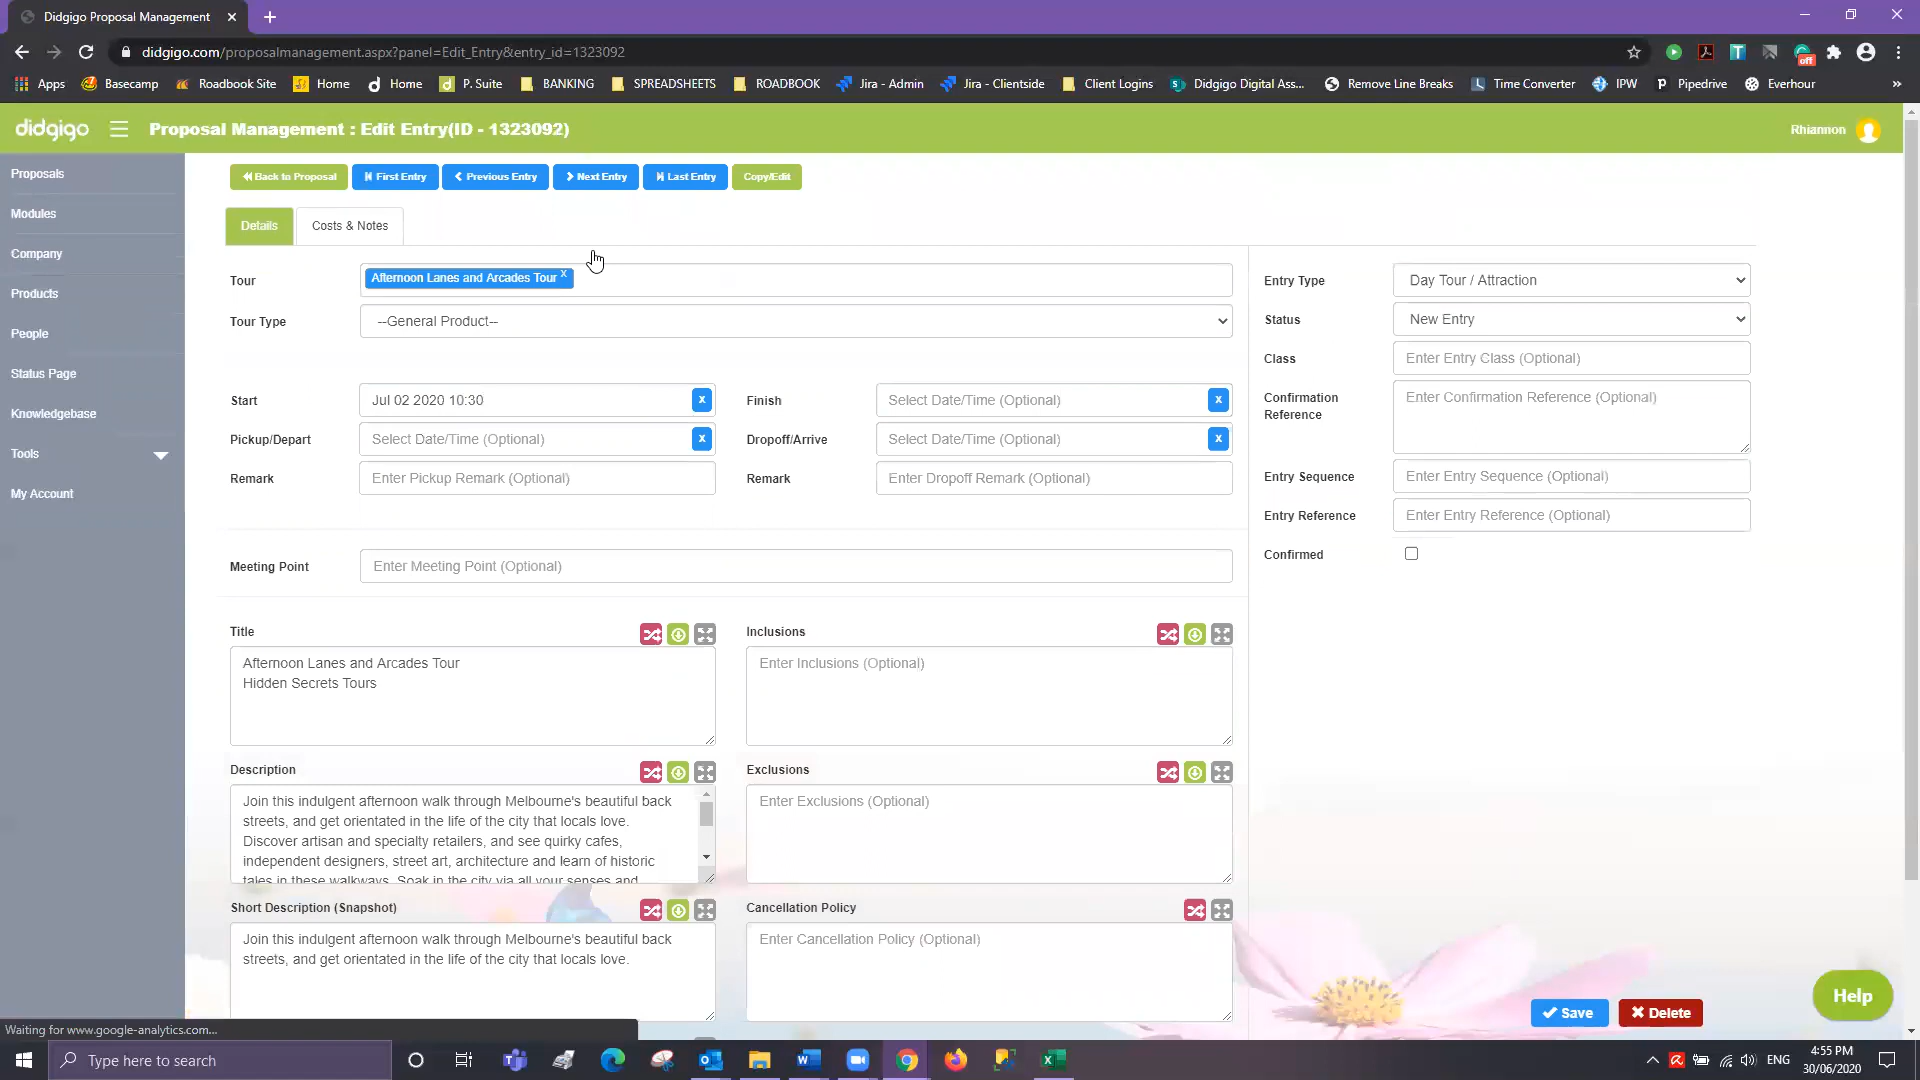 Didgigo Proposal Management
didgigo.com/proposalmanagement.aspx?panel=Edit_Entry&entry_id=1323092
off
Apps Basecamp Roadbook Site Home Home P. Suite BANKING SPREADSHEETS ROADBOOK Jira - Admin Jira - Clientside Client Logins Didgigo Digital Ass... Remove Line Breaks Time Converter IPW Pipedrive Everhour »
didgigo Proposal Management : Edit Entry(ID - 1323092) Rhiannon
Proposals
Modules
Company
Products
People
Status Page
Knowledgebase
Tools
My Account
Back to Proposal First Entry Previous Entry Next Entry Last Entry Copy/Edit
Details Costs & Notes
Tour Afternoon Lanes and Arcades Tour x
Tour Type --General Product--
Start Jul 02 2020 10:30 x Finish Select Date/Time (Optional) x
Pickup/Depart Select Date/Time (Optional) x Dropoff/Arrive Select Date/Time (Optional) x
Remark Enter Pickup Remark (Optional) Remark Enter Dropoff Remark (Optional)
Meeting Point Enter Meeting Point (Optional)
Title
Afternoon Lanes and Arcades Tour
Hidden Secrets Tours
Inclusions
Enter Inclusions (Optional)
Description
Join this indulgent afternoon walk through Melbourne's beautiful back
streets, and get orientated in the life of the city that locals love.
Discover artisan and specialty retailers, and see quirky cafes,
independent designers, street art, architecture and learn of historic
tales in these walkways. Soak in the city via all your senses and
Exclusions
Enter Exclusions (Optional)
Short Description (Snapshot)
Join this indulgent afternoon walk through Melbourne's beautiful back
streets, and get orientated in the life of the city that locals love.
Cancellation Policy
Enter Cancellation Policy (Optional)
Entry Type Day Tour / Attraction
Status New Entry
Class Enter Entry Class (Optional)
Confirmation
Reference
Enter Confirmation Reference (Optional)
Entry Sequence Enter Entry Sequence (Optional)
Entry Reference Enter Entry Reference (Optional)
Confirmed
Save Delete
Help
Waiting for www.google-analytics.com...
Type here to search
ENG
4:55 PM
30/06/2020